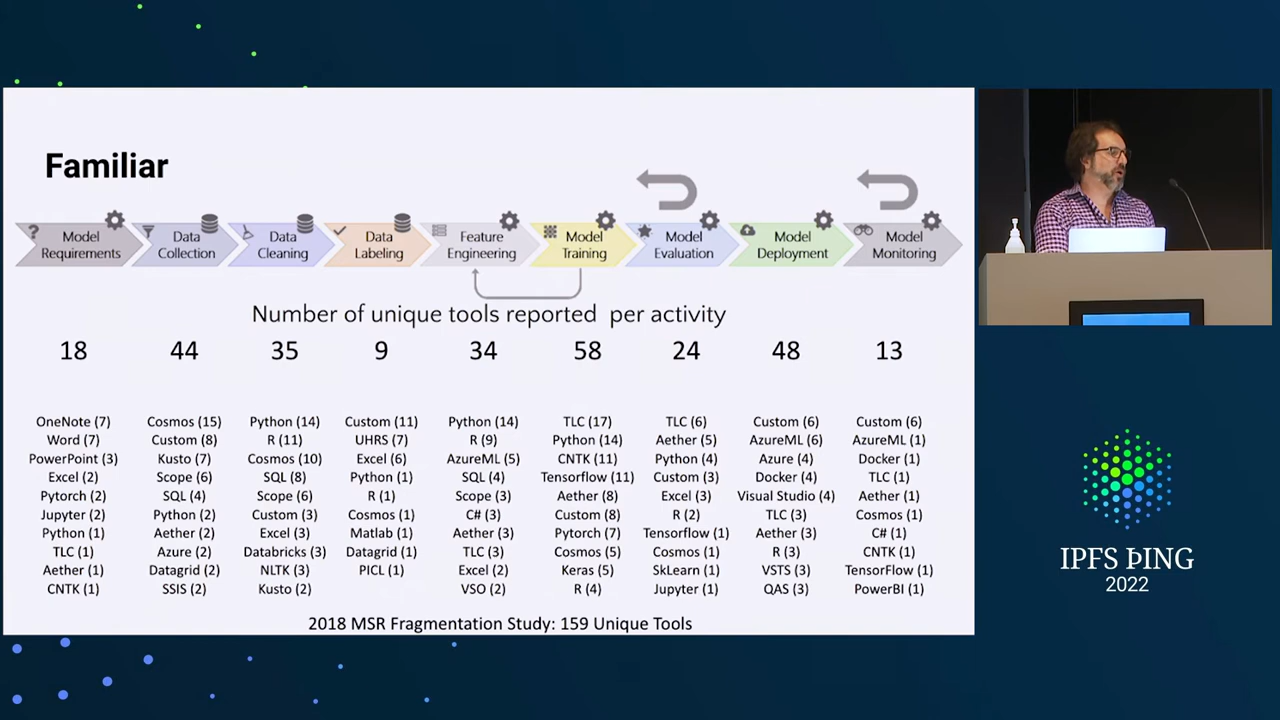 Familiar
Model Requirements
Data Collection
Data Cleaning
Data Labeling
Feature Engineering
Model Training
Model Evaluation
Model Deployment
Model Monitoring
Number of unique tools reported per activity
18 44 35 9 34 58 24 48 13
OneNote (7) Cosmos (15) Python (14) Custom (11) Python (14) TLC (17) TLC (6) Custom (6) Custom (6)
Word (7) Custom (8) R (11) UHRS (7) R (9) Python (14) Aether (5) AzureML (6) AzureML (1)
PowerPoint (3) Kusto (7) Cosmos (10) Excel (6) AzureML (5) CNTK (11) Python (4) Azure (4) Docker (1)
Excel (2) Scope (6) SQL (8) Python (1) SQL (4) Tensorflow (11) Custom (3) Docker (4) TLC (1)
Pytorch (2) SQL (4) Scope (6) R (1) Scope (3) Aether (8) Excel (3) Visual Studio (4) Aether (1)
Jupyter (2) Python (2) Custom (3) Cosmos (1) C# (3) Custom (8) R (2) TLC (3) Cosmos (1)
Python (1) Aether (2) Excel (3) Matlab (1) Aether (3) Pytorch (7) Tensorflow (1) Aether (3) C# (1)
TLC (1) Azure (2) Databricks (3) Datagrid (1) TLC (3) Cosmos (5) Cosmos (1) R (3) CNTK (1)
Aether (1) Datagrid (2) NLTK (3) PICL (1) Excel (2) Keras (5) SkLearn (1) VSTS (3) TensorFlow (1)
CNTK (1) SSIS (2) Kusto (2) VSO (2) R (4) Jupyter (1) QAS (3) PowerBI (1)
2018 MSR Fragmentation Study: 159 Unique Tools
IPFS ÞING
2022